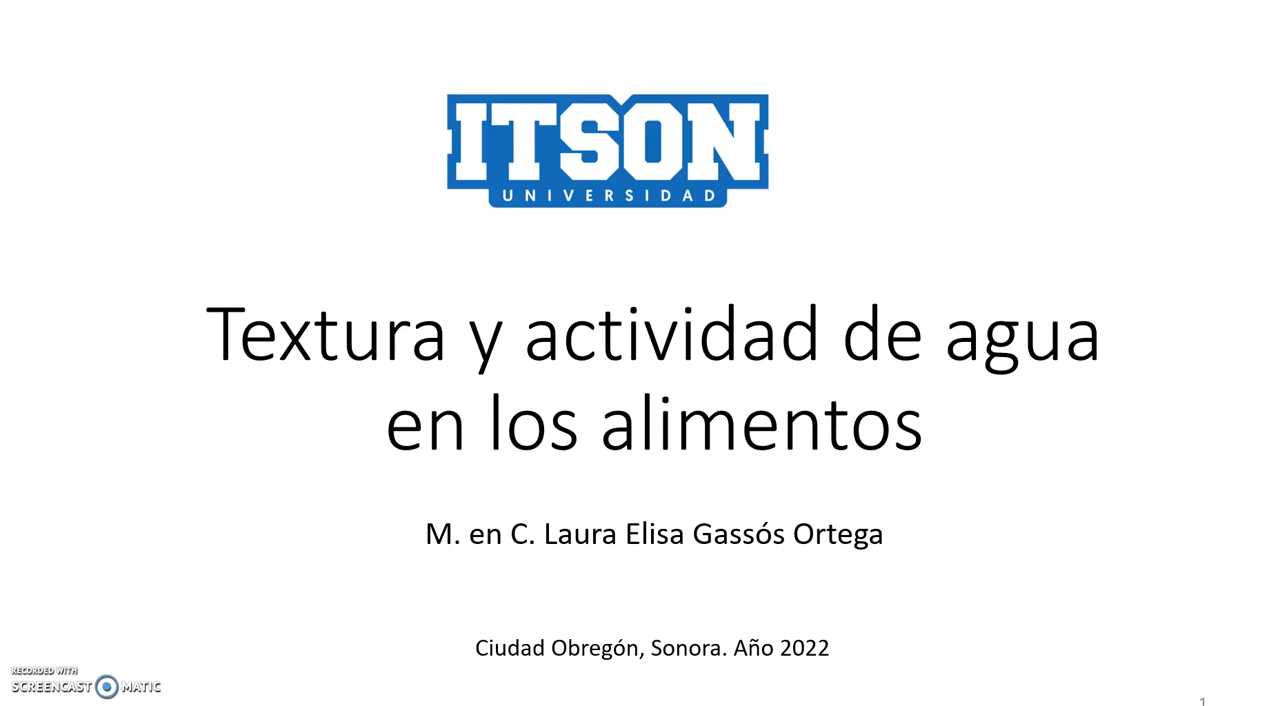 ITSON
UNIVERSIDAD
Textura y actividad de agua
en los alimentos
M. en C. Laura Elisa Gassós Ortega
Ciudad Obregón, Sonora. Año 2022
RECORDED WITH
SCREENCAST MATIC
1